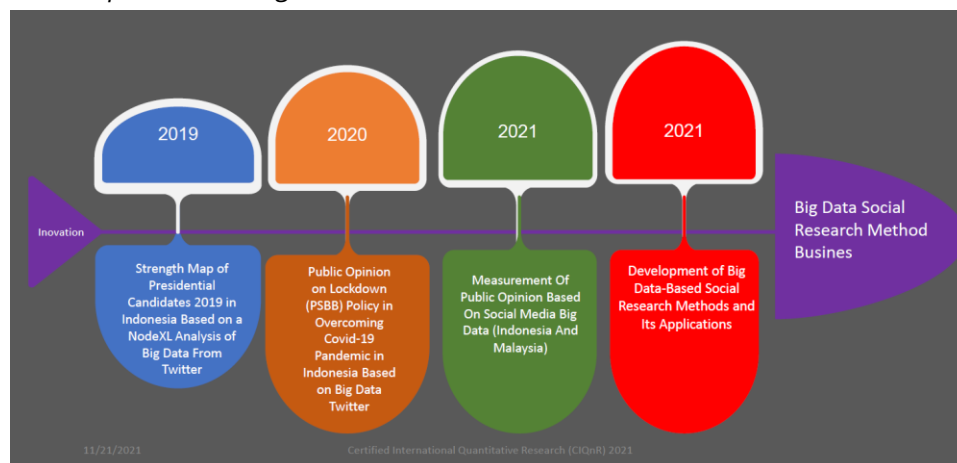 2019
2020
2021
2021
Inovation
Big Data Social
Research Method
Busines
Strength Map of
Presidential
Candidates 2019 in
Indonesia Based on a
NodeXL Analysis of
Big Data From
Twitter
Public Opinion
on Lockdown
(PSBB) Policy in
Overcoming
Covid-19
Pandemic in
Indonesia Based
on Big Data
Twitter
Measurement Of
Public Opinion Based
On Social Media Big
Data (Indonesia And
Malaysia)
Development of Big
Data-Based Social
Research Methods and
Its Applications
11/21/2021
Certified International Quantitative Research (CIQnR) 2021